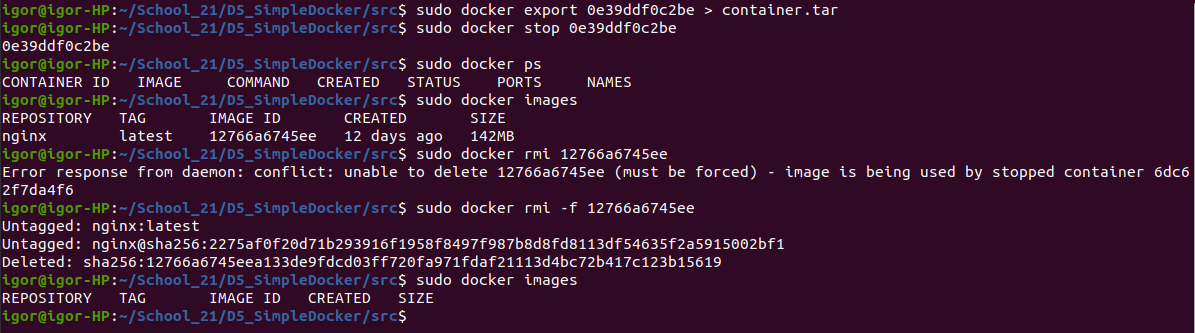 igor@igor-HP:~/School_21/D5_SimpleDocker/src$ sudo docker export 0e39ddf0c2be > container.tar
igor@igor-HP:~/School_21/D5_SimpleDocker/src$ sudo docker stop 0e39ddf0c2be
0e39ddf0c2be
igor@igor-HP:~/School_21/D5_SimpleDocker/src$ sudo docker ps
CONTAINER ID   IMAGE     COMMAND   CREATED   STATUS    PORTS     NAMES
igor@igor-HP:~/School_21/D5_SimpleDocker/src$ sudo docker images
REPOSITORY   TAG       IMAGE ID       CREATED       SIZE
nginx        latest    12766a6745ee   12 days ago   142MB
igor@igor-HP:~/School_21/D5_SimpleDocker/src$ sudo docker rmi 12766a6745ee
Error response from daemon: conflict: unable to delete 12766a6745ee (must be forced) - image is being used by stopped container 6dc6
2f7da4f6
igor@igor-HP:~/School_21/D5_SimpleDocker/src$ sudo docker rmi -f 12766a6745ee
Untagged: nginx:latest
Untagged: nginx@sha256:2275af0f20d71b293916f1958f8497f987b8d8fd8113df54635f2a5915002bf1
Deleted: sha256:12766a6745eea133de9fdcd03ff720fa971fdaf21113d4bc72b417c123b15619
igor@igor-HP:~/School_21/D5_SimpleDocker/src$ sudo docker images
REPOSITORY   TAG       IMAGE ID   CREATED   SIZE
igor@igor-HP:~/School_21/D5_SimpleDocker/src$